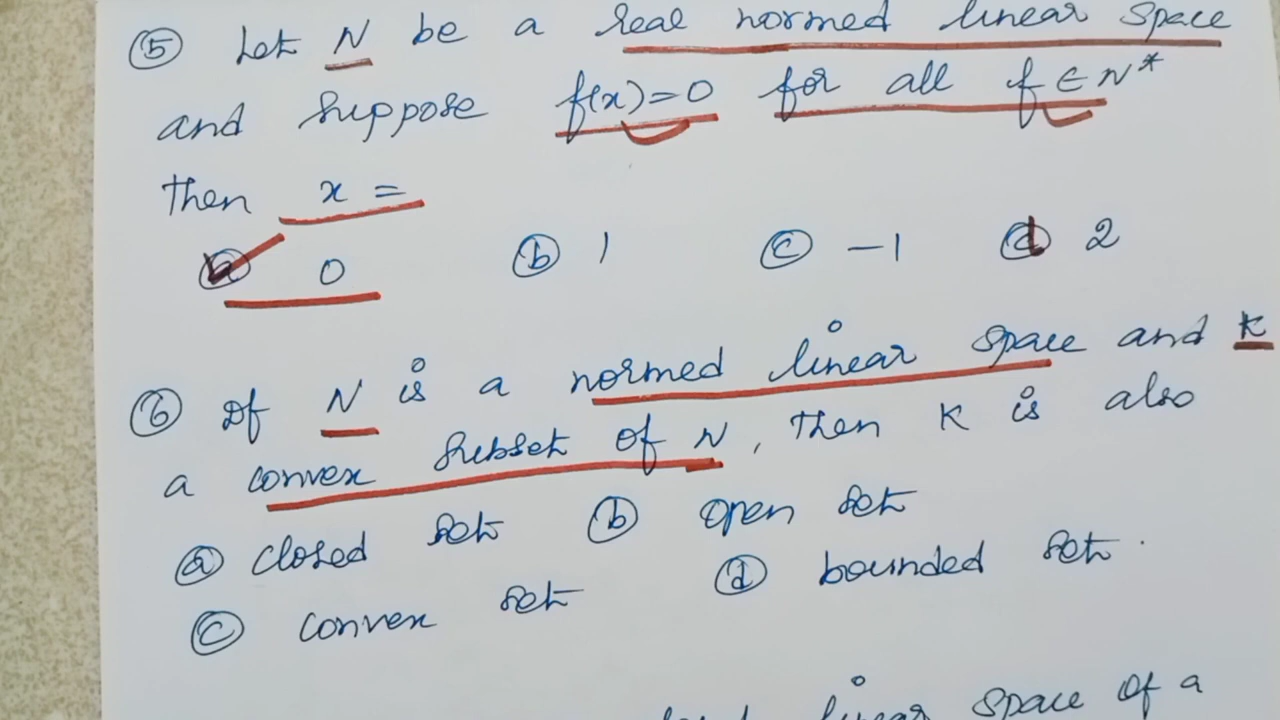 ⑤ Let N be a real normed linear space
and suppose f(x)=0 for all f ∈ N*
Then x =
ⓐ 0 ⓑ 1 ⓒ -1 ⓓ 2
⑥ If N is a normed linear space and K
a convex subset of N, Then K is also
ⓐ closed set ⓑ open set
ⓒ convex set ⓓ bounded set.
linear space of a